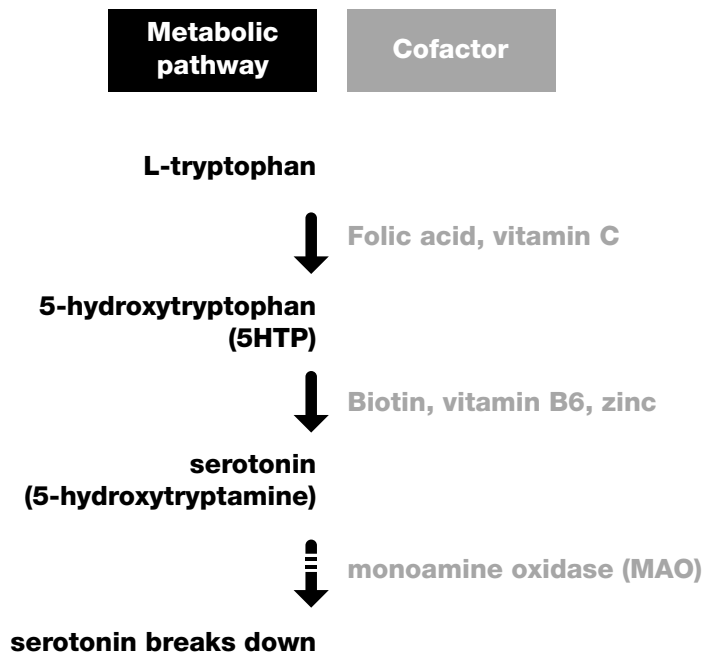 Metabolic
pathway
Cofactor
L-tryptophan
Folic acid, vitamin C
5-hydroxytryptophan
(5HTP)
Biotin, vitamin B6, zinc
serotonin
(5-hydroxytryptamine)
monoamine oxidase (MAO)
serotonin breaks down